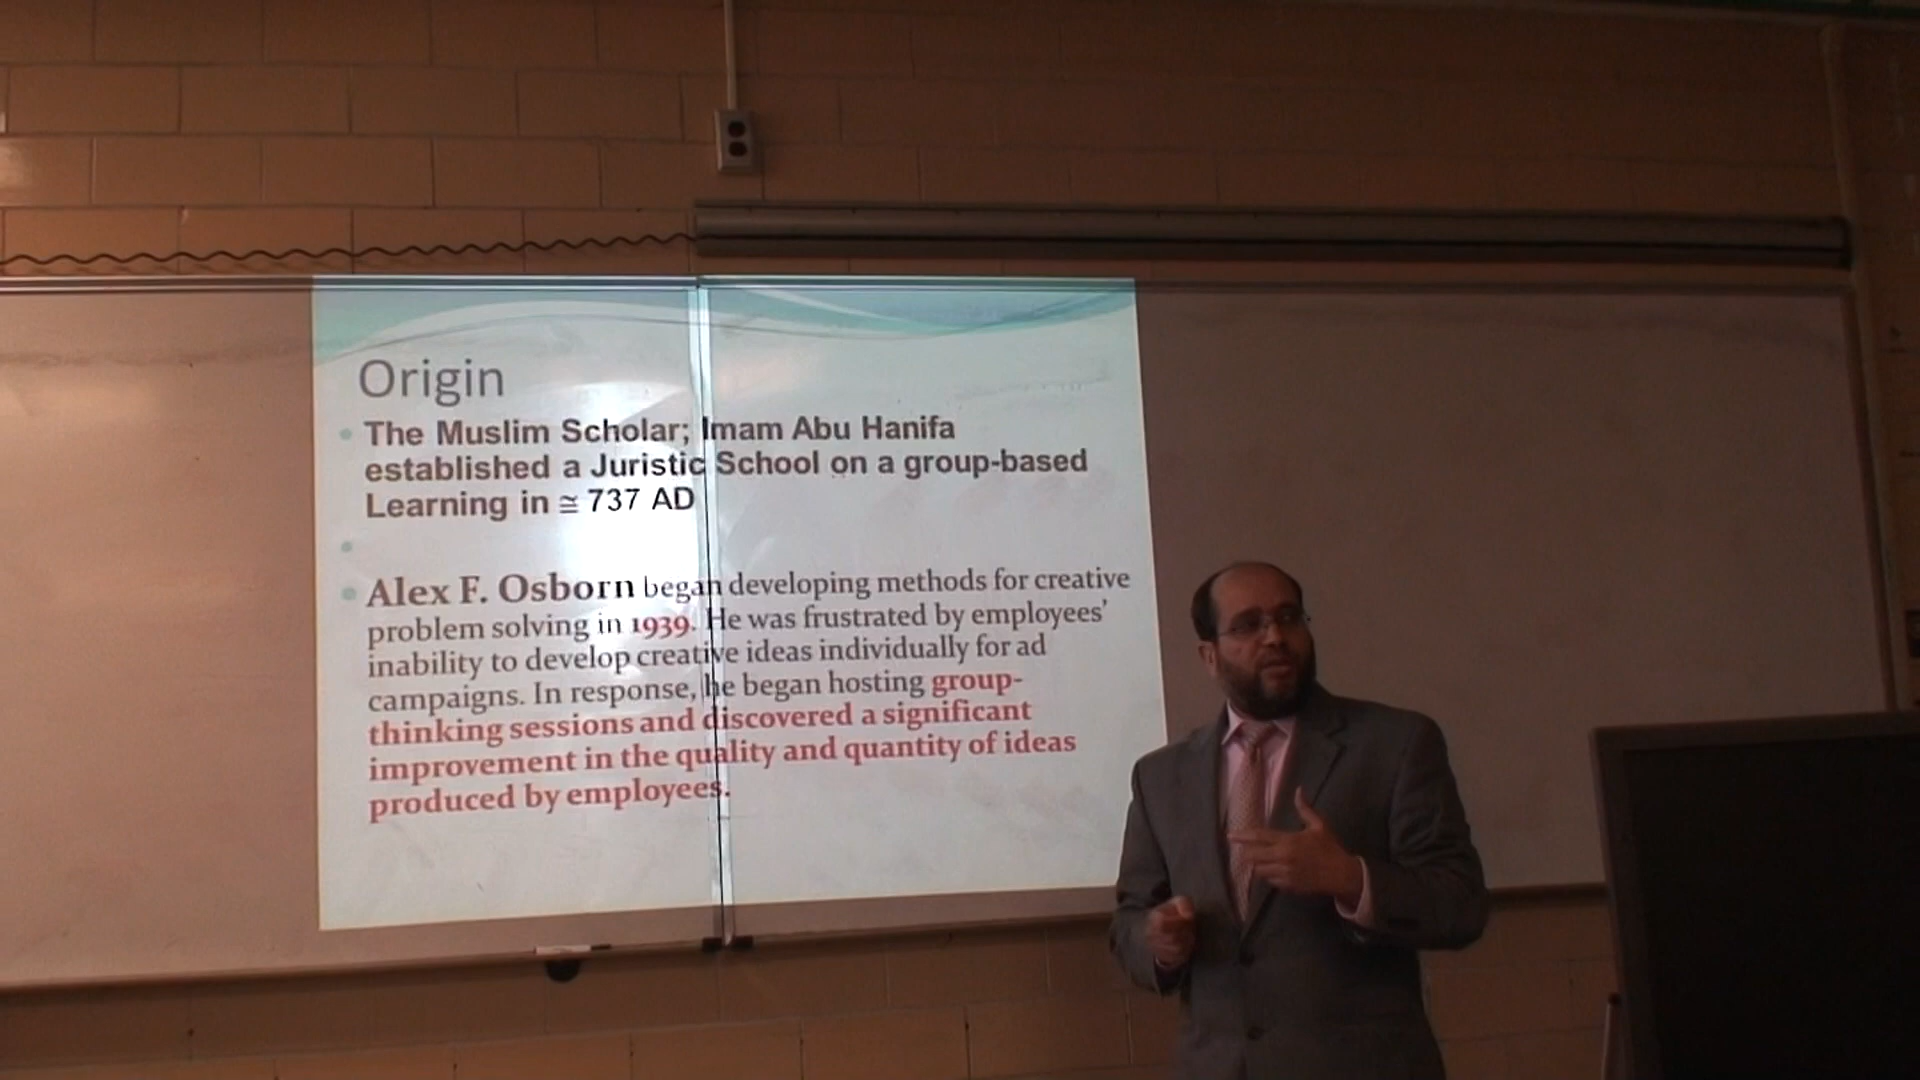 Origin
The Muslim Scholar; Imam Abu Hanifa
established a Juristic School on a group-based
Learning in ≅ 737 AD
Alex F. Osborn began developing methods for creative
problem solving in 1939. He was frustrated by employees’
inability to develop creative ideas individually for ad
campaigns. In response, he began hosting group-
thinking sessions and discovered a significant
improvement in the quality and quantity of ideas
produced by employees.